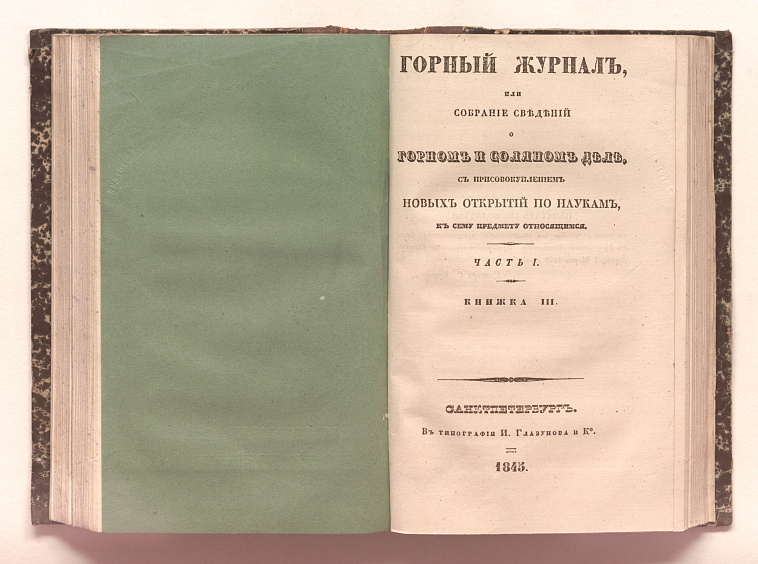 ГОРНЫЙ ЖУРНАЛЪ,
ИЛИ
СОБРАНІЕ СВѢДѢНІЙ
О
ГОРНОМЪ И СОЛЯНОМЪ ДѢЛѢ,
СЪ ПРИСОВОКУПЛЕНІЕМЪ
НОВЫХЪ ОТКРЫТІЙ ПО НАУКАМЪ,
КЪ СЕМУ ПРЕДМЕТУ ОТНОСЯЩИМСЯ.
ЧАСТЬ I.
КНИЖКА III.
САНКТПЕТЕРБУРГЪ.
Въ типографіи И. Глазунова и Ко.
1845.